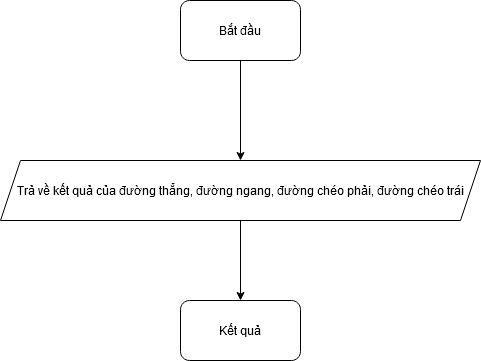 Bắt đầu
Trả về kết quả của đường thẳng, đường ngang, đường chéo phải, đường chéo trái
Kết quả